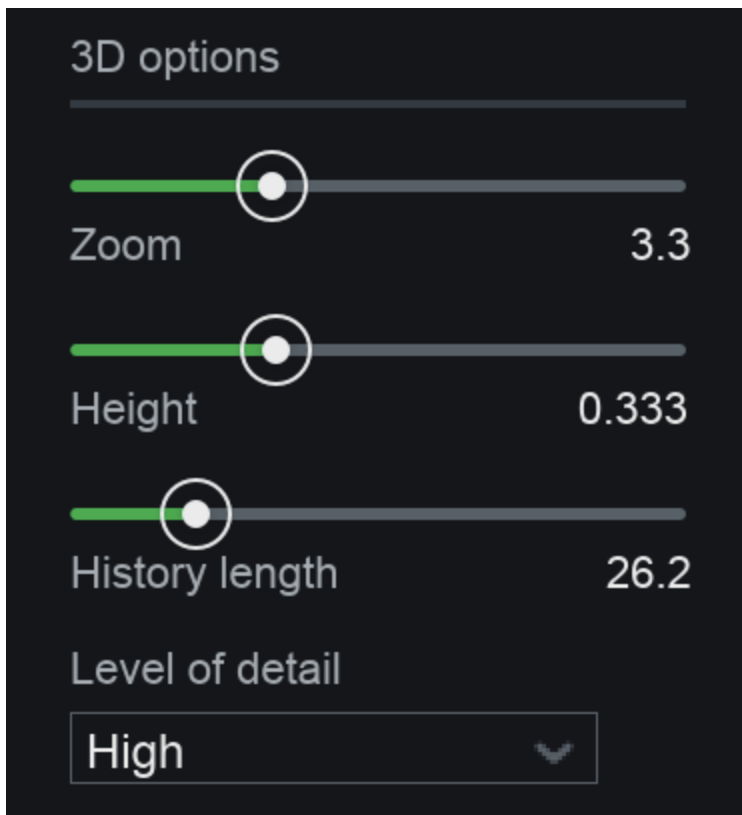 3D options
Zoom 3.3
Height 0.333
History length 26.2
Level of detail
High